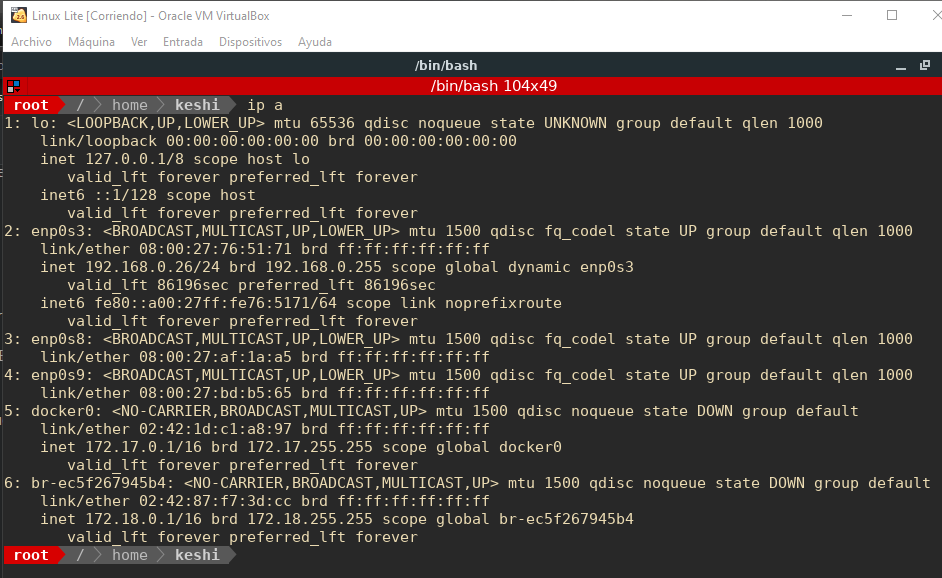 Linux Lite [Corriendo] - Oracle VM VirtualBox
Archivo Máquina Ver Entrada Dispositivos Ayuda
/bin/bash
/bin/bash 104x49
root / home keshi ip a
1: lo: <LOOPBACK,UP,LOWER_UP> mtu 65536 qdisc noqueue state UNKNOWN group default qlen 1000
    link/loopback 00:00:00:00:00:00 brd 00:00:00:00:00:00
    inet 127.0.0.1/8 scope host lo
       valid_lft forever preferred_lft forever
    inet6 ::1/128 scope host
       valid_lft forever preferred_lft forever
2: enp0s3: <BROADCAST,MULTICAST,UP,LOWER_UP> mtu 1500 qdisc fq_codel state UP group default qlen 1000
    link/ether 08:00:27:76:51:71 brd ff:ff:ff:ff:ff:ff
    inet 192.168.0.26/24 brd 192.168.0.255 scope global dynamic enp0s3
       valid_lft 86196sec preferred_lft 86196sec
    inet6 fe80::a00:27ff:fe76:5171/64 scope link noprefixroute
       valid_lft forever preferred_lft forever
3: enp0s8: <BROADCAST,MULTICAST,UP,LOWER_UP> mtu 1500 qdisc fq_codel state UP group default qlen 1000
    link/ether 08:00:27:af:1a:a5 brd ff:ff:ff:ff:ff:ff
4: enp0s9: <BROADCAST,MULTICAST,UP,LOWER_UP> mtu 1500 qdisc fq_codel state UP group default qlen 1000
    link/ether 08:00:27:bd:b5:65 brd ff:ff:ff:ff:ff:ff
5: docker0: <NO-CARRIER,BROADCAST,MULTICAST,UP> mtu 1500 qdisc noqueue state DOWN group default
    link/ether 02:42:1d:c1:a8:97 brd ff:ff:ff:ff:ff:ff
    inet 172.17.0.1/16 brd 172.17.255.255 scope global docker0
       valid_lft forever preferred_lft forever
6: br-ec5f267945b4: <NO-CARRIER,BROADCAST,MULTICAST,UP> mtu 1500 qdisc noqueue state DOWN group default
    link/ether 02:42:87:f7:3d:cc brd ff:ff:ff:ff:ff:ff
    inet 172.18.0.1/16 brd 172.18.255.255 scope global br-ec5f267945b4
       valid_lft forever preferred_lft forever
root / home keshi